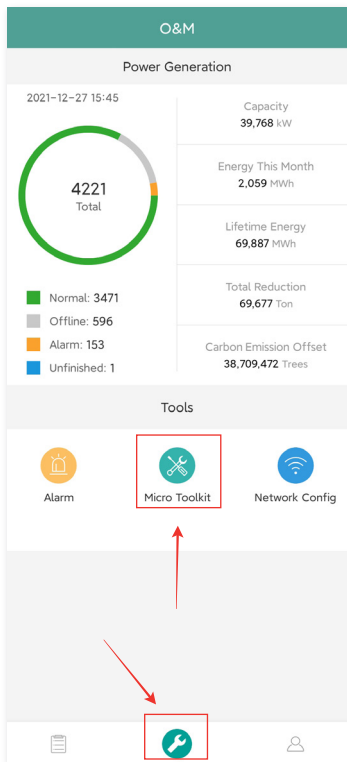 O&M
Power Generation
2021-12-27 15:45
4221
Total
Normal: 3471
Offline: 596
Alarm: 153
Unfinished: 1
Capacity
39,768 kW
Energy This Month
2,059 MWh
Lifetime Energy
69,887 MWh
Total Reduction
69,677 Ton
Carbon Emission Offset
38,709,472 Trees
Tools
Alarm
Micro Toolkit
Network Config